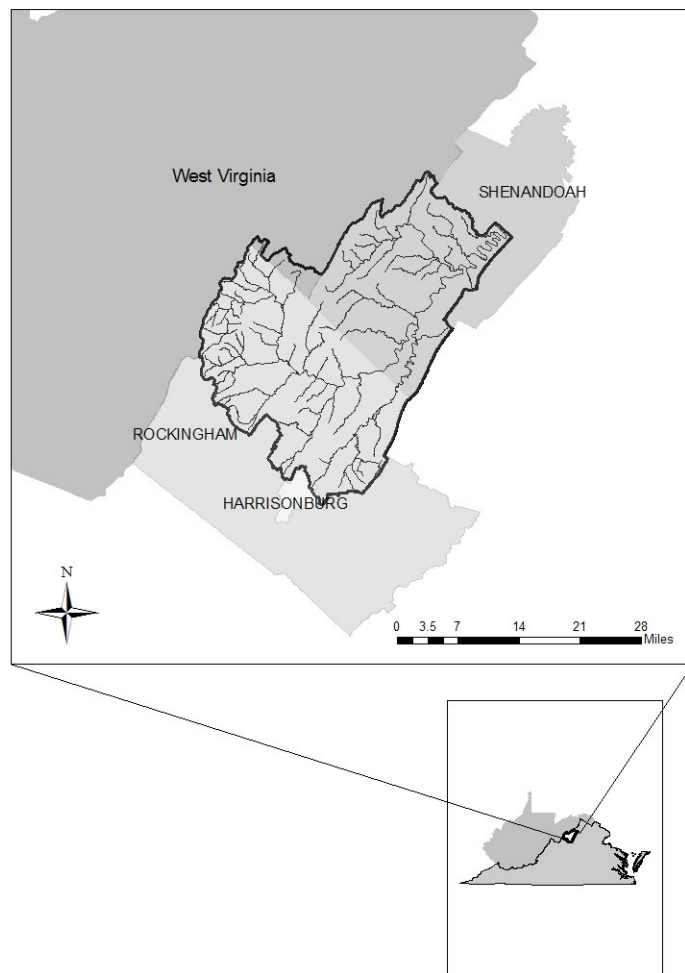 West Virginia
SHENANDOAH
ROCKINGHAM
HARRISONBURG
N
0 3.5 7 14 21 28
Miles